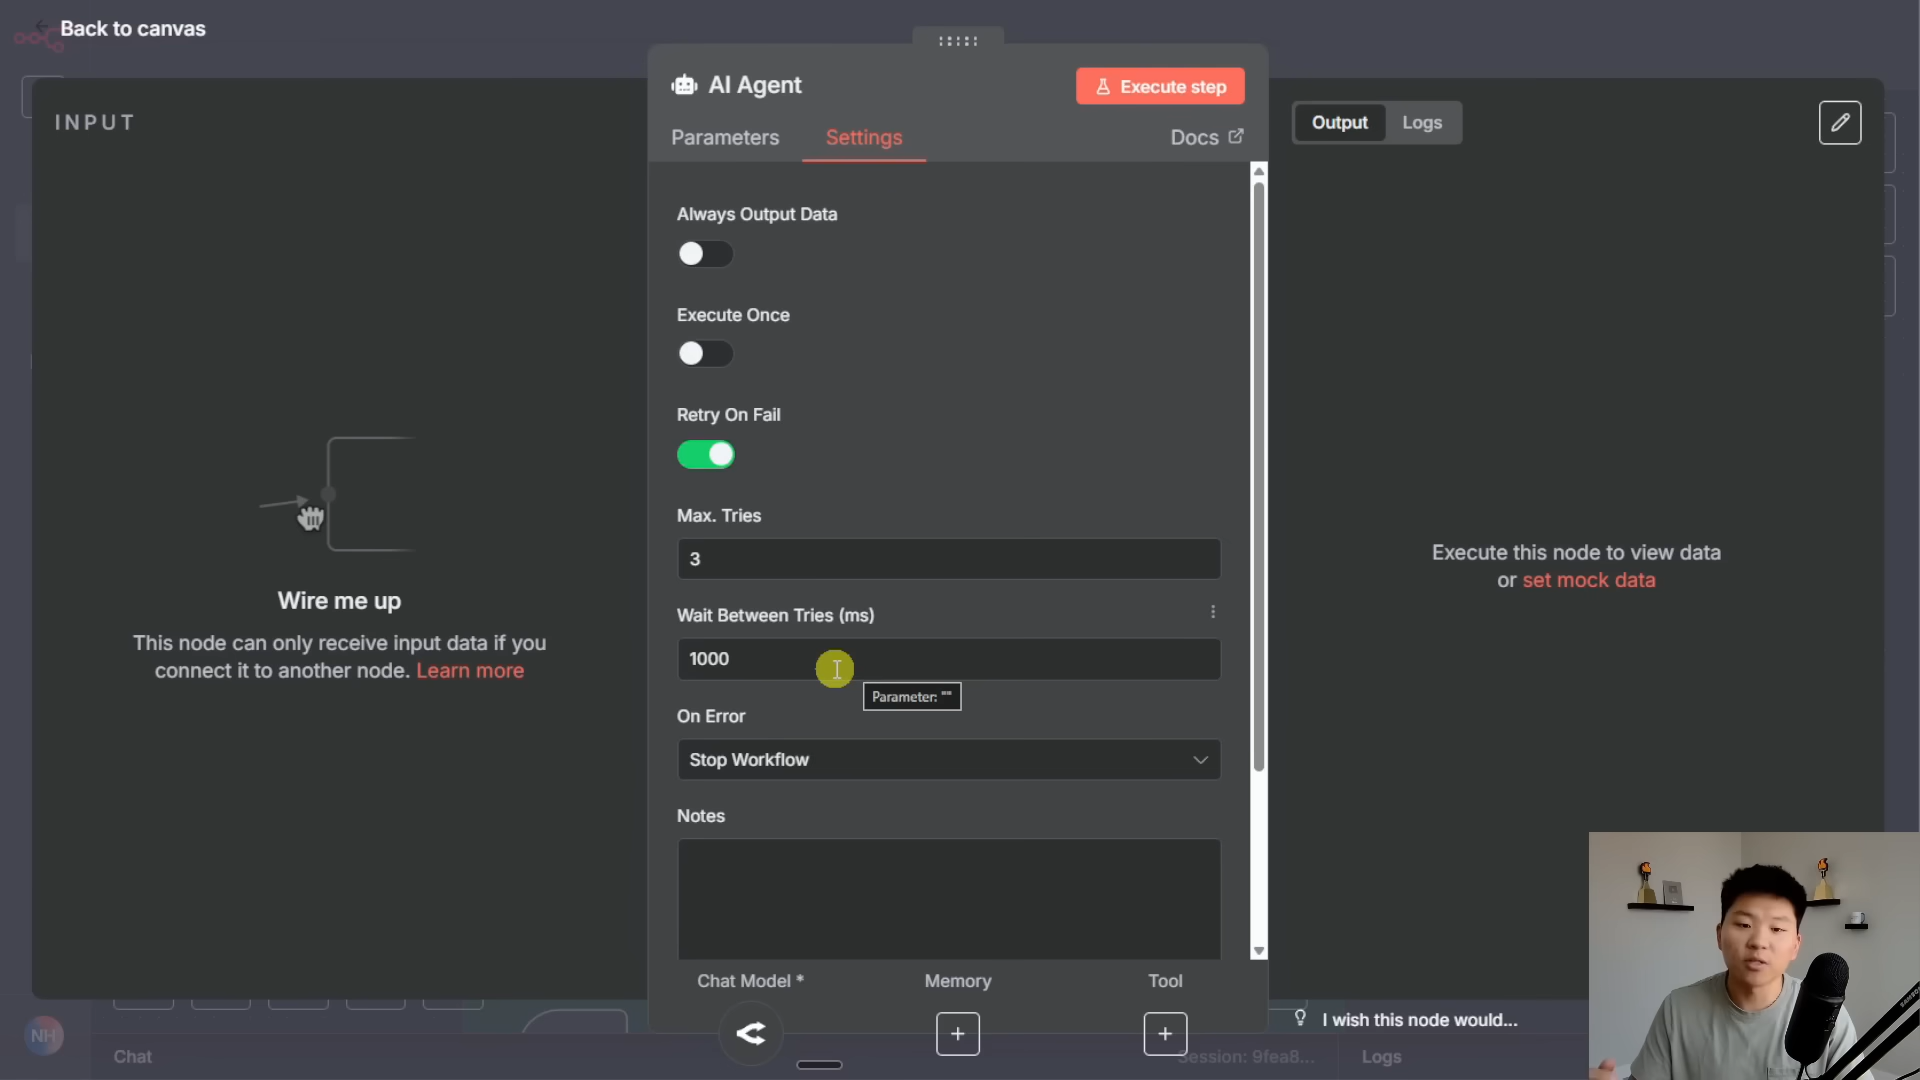 Back to canvas
INPUT
Wire me up
This node can only receive input data if you
connect it to another node. Learn more
AI Agent
Execute step
Parameters
Settings
Docs
Always Output Data
Execute Once
Retry On Fail
Max. Tries
3
Wait Between Tries (ms)
1000
Parameter: ""
On Error
Stop Workflow
Notes
Chat Model *
Memory
Tool
Output
Logs
Execute this node to view data
or set mock data
I wish this node would...
NH
Chat
Session: 9fea8...
Logs